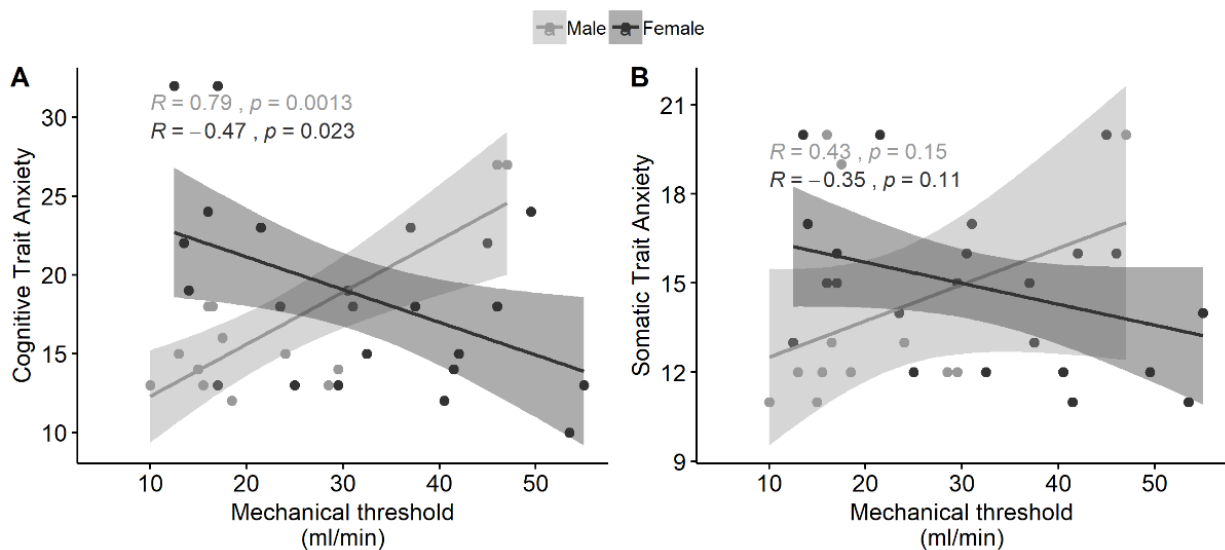 a Male a Female
A
R = 0.79 , p = 0.0013
R = −0.47 , p = 0.023
Cognitive Trait Anxiety
30
25
20
15
10
10 20 30 40 50
Mechanical threshold
(ml/min)
B
R = 0.43 , p = 0.15
R = −0.35 , p = 0.11
Somatic Trait Anxiety
21
18
15
12
9
10 20 30 40 50
Mechanical threshold
(ml/min)